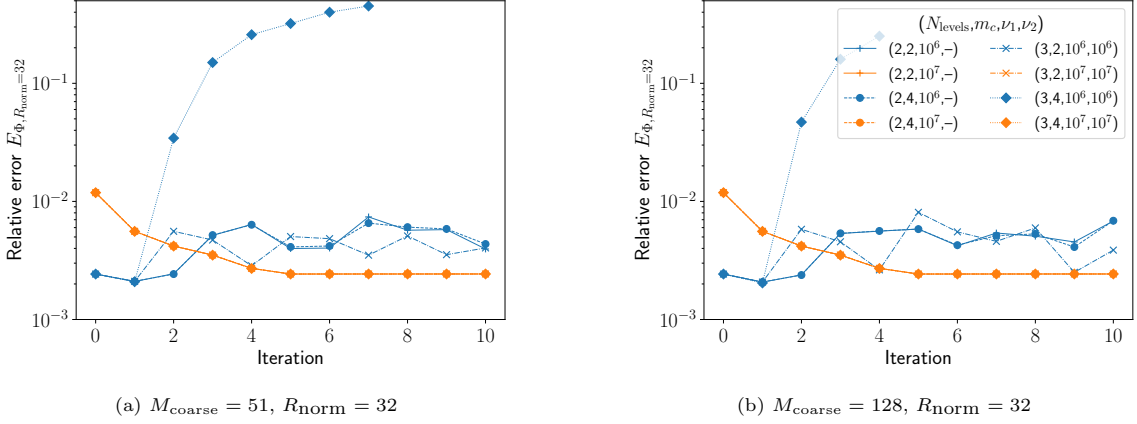 Relative error E_{Φ,R_norm=32}
10^{-1}
10^{-2}
10^{-3}
0 2 4 6 8 10
Iteration
(a) M_coarse = 51, R_norm = 32
Relative error E_{Φ,R_norm=32}
10^{-1}
10^{-2}
10^{-3}
(N_levels,m_c,ν_1,ν_2)
(2,2,10^6,–) (3,2,10^6,10^6)
(2,2,10^7,–) (3,2,10^7,10^7)
(2,4,10^6,–) (3,4,10^6,10^6)
(2,4,10^7,–) (3,4,10^7,10^7)
0 2 4 6 8 10
Iteration
(b) M_coarse = 128, R_norm = 32